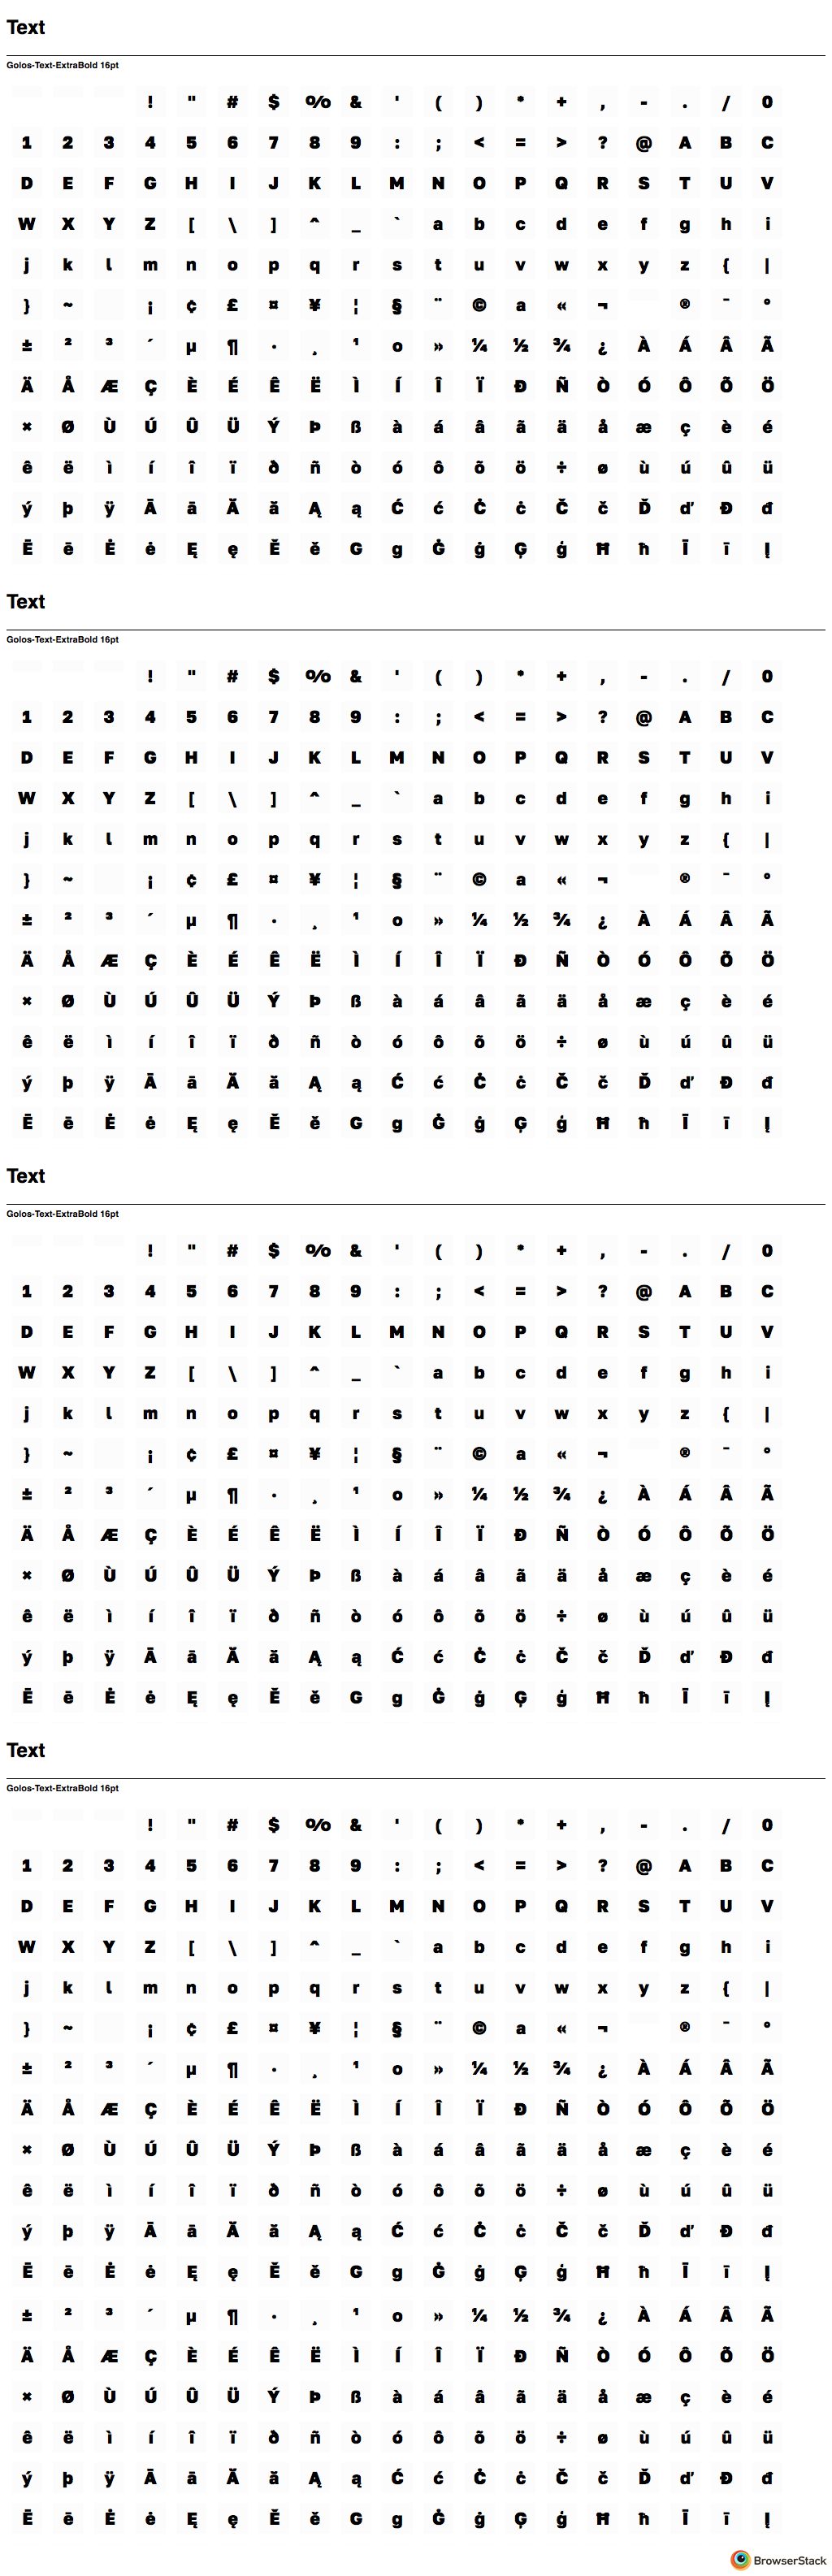 Text
Golos-Text-ExtraBold 16pt
! " # $ % & ' ( ) * + , - . / 0
1 2 3 4 5 6 7 8 9 : ; < = > ? @ A B C
D E F G H I J K L M N O P Q R S T U V
W X Y Z [ \ ] ^ _ ` a b c d e f g h i
j k l m n o p q r s t u v w x y z { |
} ~ ¡ ¢ £ ¤ ¥ ¦ § ¨ © a « ¬ ® ¯ °
± ² ³ ´ µ ¶ · ¸ ¹ o » ¼ ½ ¾ ¿ À Á Â Ã
Ä Å Æ Ç È É Ê Ë Ì Í Î Ï Đ Ñ Ò Ó Ô Õ Ö
× Ø Ù Ú Û Ü Ý Þ ß à á â ã ä å æ ç è é
ê ë ì í î ï ð ñ ò ó ô õ ö ÷ ø ù ú û ü
ý þ ÿ Ā ā Ă ă Ą ą Ć ć Ċ ċ Č č Ď ď Đ đ
Ē ē Ė ė Ę ę Ě ě G g Ġ ġ Ģ ģ Ħ ħ Ī ī Į
Text
Golos-Text-ExtraBold 16pt
! " # $ % & ' ( ) * + , - . / 0
1 2 3 4 5 6 7 8 9 : ; < = > ? @ A B C
D E F G H I J K L M N O P Q R S T U V
W X Y Z [ \ ] ^ _ ` a b c d e f g h i
j k l m n o p q r s t u v w x y z { |
} ~ ¡ ¢ £ ¤ ¥ ¦ § ¨ © a « ¬ ® ¯ °
± ² ³ ´ µ ¶ · ¸ ¹ o » ¼ ½ ¾ ¿ À Á Â Ã
Ä Å Æ Ç È É Ê Ë Ì Í Î Ï Đ Ñ Ò Ó Ô Õ Ö
× Ø Ù Ú Û Ü Ý Þ ß à á â ã ä å æ ç è é
ê ë ì í î ï ð ñ ò ó ô õ ö ÷ ø ù ú û ü
ý þ ÿ Ā ā Ă ă Ą ą Ć ć Ċ ċ Č č Ď ď Đ đ
Ē ē Ė ė Ę ę Ě ě G g Ġ ġ Ģ ģ Ħ ħ Ī ī Į
Text
Golos-Text-ExtraBold 16pt
! " # $ % & ' ( ) * + , - . / 0
1 2 3 4 5 6 7 8 9 : ; < = > ? @ A B C
D E F G H I J K L M N O P Q R S T U V
W X Y Z [ \ ] ^ _ ` a b c d e f g h i
j k l m n o p q r s t u v w x y z { |
} ~ ¡ ¢ £ ¤ ¥ ¦ § ¨ © a « ¬ ® ¯ °
± ² ³ ´ µ ¶ · ¸ ¹ o » ¼ ½ ¾ ¿ À Á Â Ã
Ä Å Æ Ç È É Ê Ë Ì Í Î Ï Đ Ñ Ò Ó Ô Õ Ö
× Ø Ù Ú Û Ü Ý Þ ß à á â ã ä å æ ç è é
ê ë ì í î ï ð ñ ò ó ô õ ö ÷ ø ù ú û ü
ý þ ÿ Ā ā Ă ă Ą ą Ć ć Ċ ċ Č č Ď ď Đ đ
Ē ē Ė ė Ę ę Ě ě G g Ġ ġ Ģ ģ Ħ ħ Ī ī Į
Text
Golos-Text-ExtraBold 16pt
! " # $ % & ' ( ) * + , - . / 0
1 2 3 4 5 6 7 8 9 : ; < = > ? @ A B C
D E F G H I J K L M N O P Q R S T U V
W X Y Z [ \ ] ^ _ ` a b c d e f g h i
j k l m n o p q r s t u v w x y z { |
} ~ ¡ ¢ £ ¤ ¥ ¦ § ¨ © a « ¬ ® ¯ °
± ² ³ ´ µ ¶ · ¸ ¹ o » ¼ ½ ¾ ¿ À Á Â Ã
Ä Å Æ Ç È É Ê Ë Ì Í Î Ï Đ Ñ Ò Ó Ô Õ Ö
× Ø Ù Ú Û Ü Ý Þ ß à á â ã ä å æ ç è é
ê ë ì í î ï ð ñ ò ó ô õ ö ÷ ø ù ú û ü
ý þ ÿ Ā ā Ă ă Ą ą Ć ć Ċ ċ Č č Ď ď Đ đ
Ē ē Ė ė Ę ę Ě ě G g Ġ ġ Ģ ģ Ħ ħ Ī ī Į
± ² ³ ´ µ ¶ · ¸ ¹ o » ¼ ½ ¾ ¿ À Á Â Ã
Ä Å Æ Ç È É Ê Ë Ì Í Î Ï Đ Ñ Ò Ó Ô Õ Ö
× Ø Ù Ú Û Ü Ý Þ ß à á â ã ä å æ ç è é
ê ë ì í î ï ð ñ ò ó ô õ ö ÷ ø ù ú û ü
ý þ ÿ Ā ā Ă ă Ą ą Ć ć Ċ ċ Č č Ď ď Đ đ
Ē ē Ė ė Ę ę Ě ě G g Ġ ġ Ģ ģ Ħ ħ Ī ī Į
BrowserStack